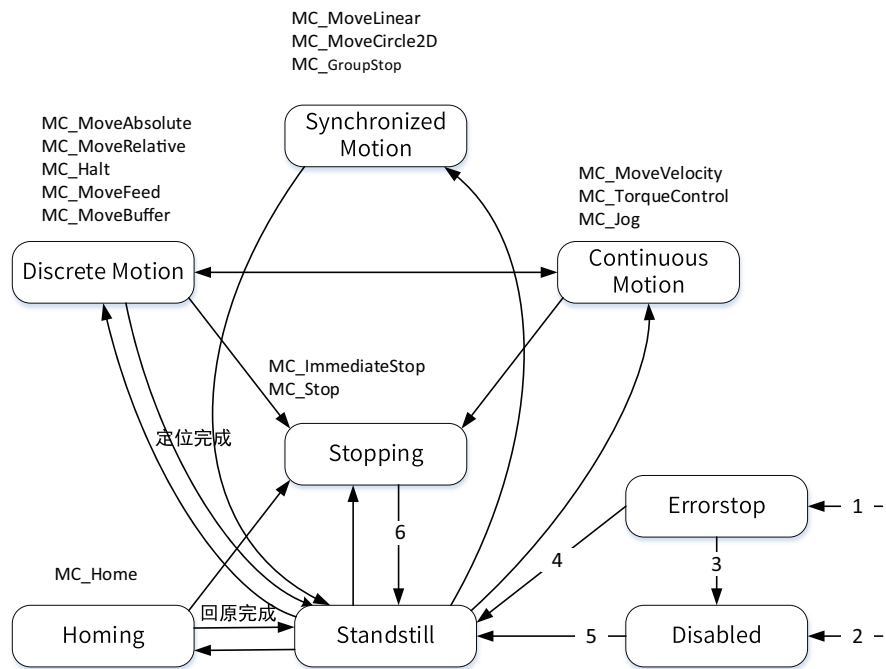 MC_MoveLinear
MC_MoveCircle2D
MC_GroupStop
Synchronized
Motion
MC_MoveAbsolute
MC_MoveRelative
MC_Halt
MC_MoveFeed
MC_MoveBuffer
MC_MoveVelocity
MC_TorqueControl
MC_Jog
Discrete Motion
Continuous
Motion
MC_ImmediateStop
MC_Stop
定位完成
Stopping
Errorstop
1
6
4
3
MC_Home
回原完成
Homing
Standstill
5
Disabled
2